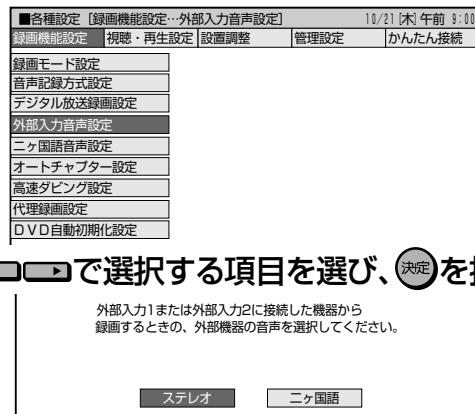 ■各種設定［録画機能設定…外部入力音声設定］ 10/21[木]午前 9:00
録画機能設定 視聴・再生設定 設置調整 管理設定 かんたん接続
録画モード設定
音声記録方式設定
デジタル放送録画設定
外部入力音声設定
二ヶ国語音声設定
オートチャプター設定
高速ダビング設定
代理録画設定
ＤＶＤ自動初期化設定
で選択する項目を選び、決定を
外部入力1または外部入力2に接続した機器から
録画するときの、外部機器の音声を選択してください。
ステレオ 二ヶ国語